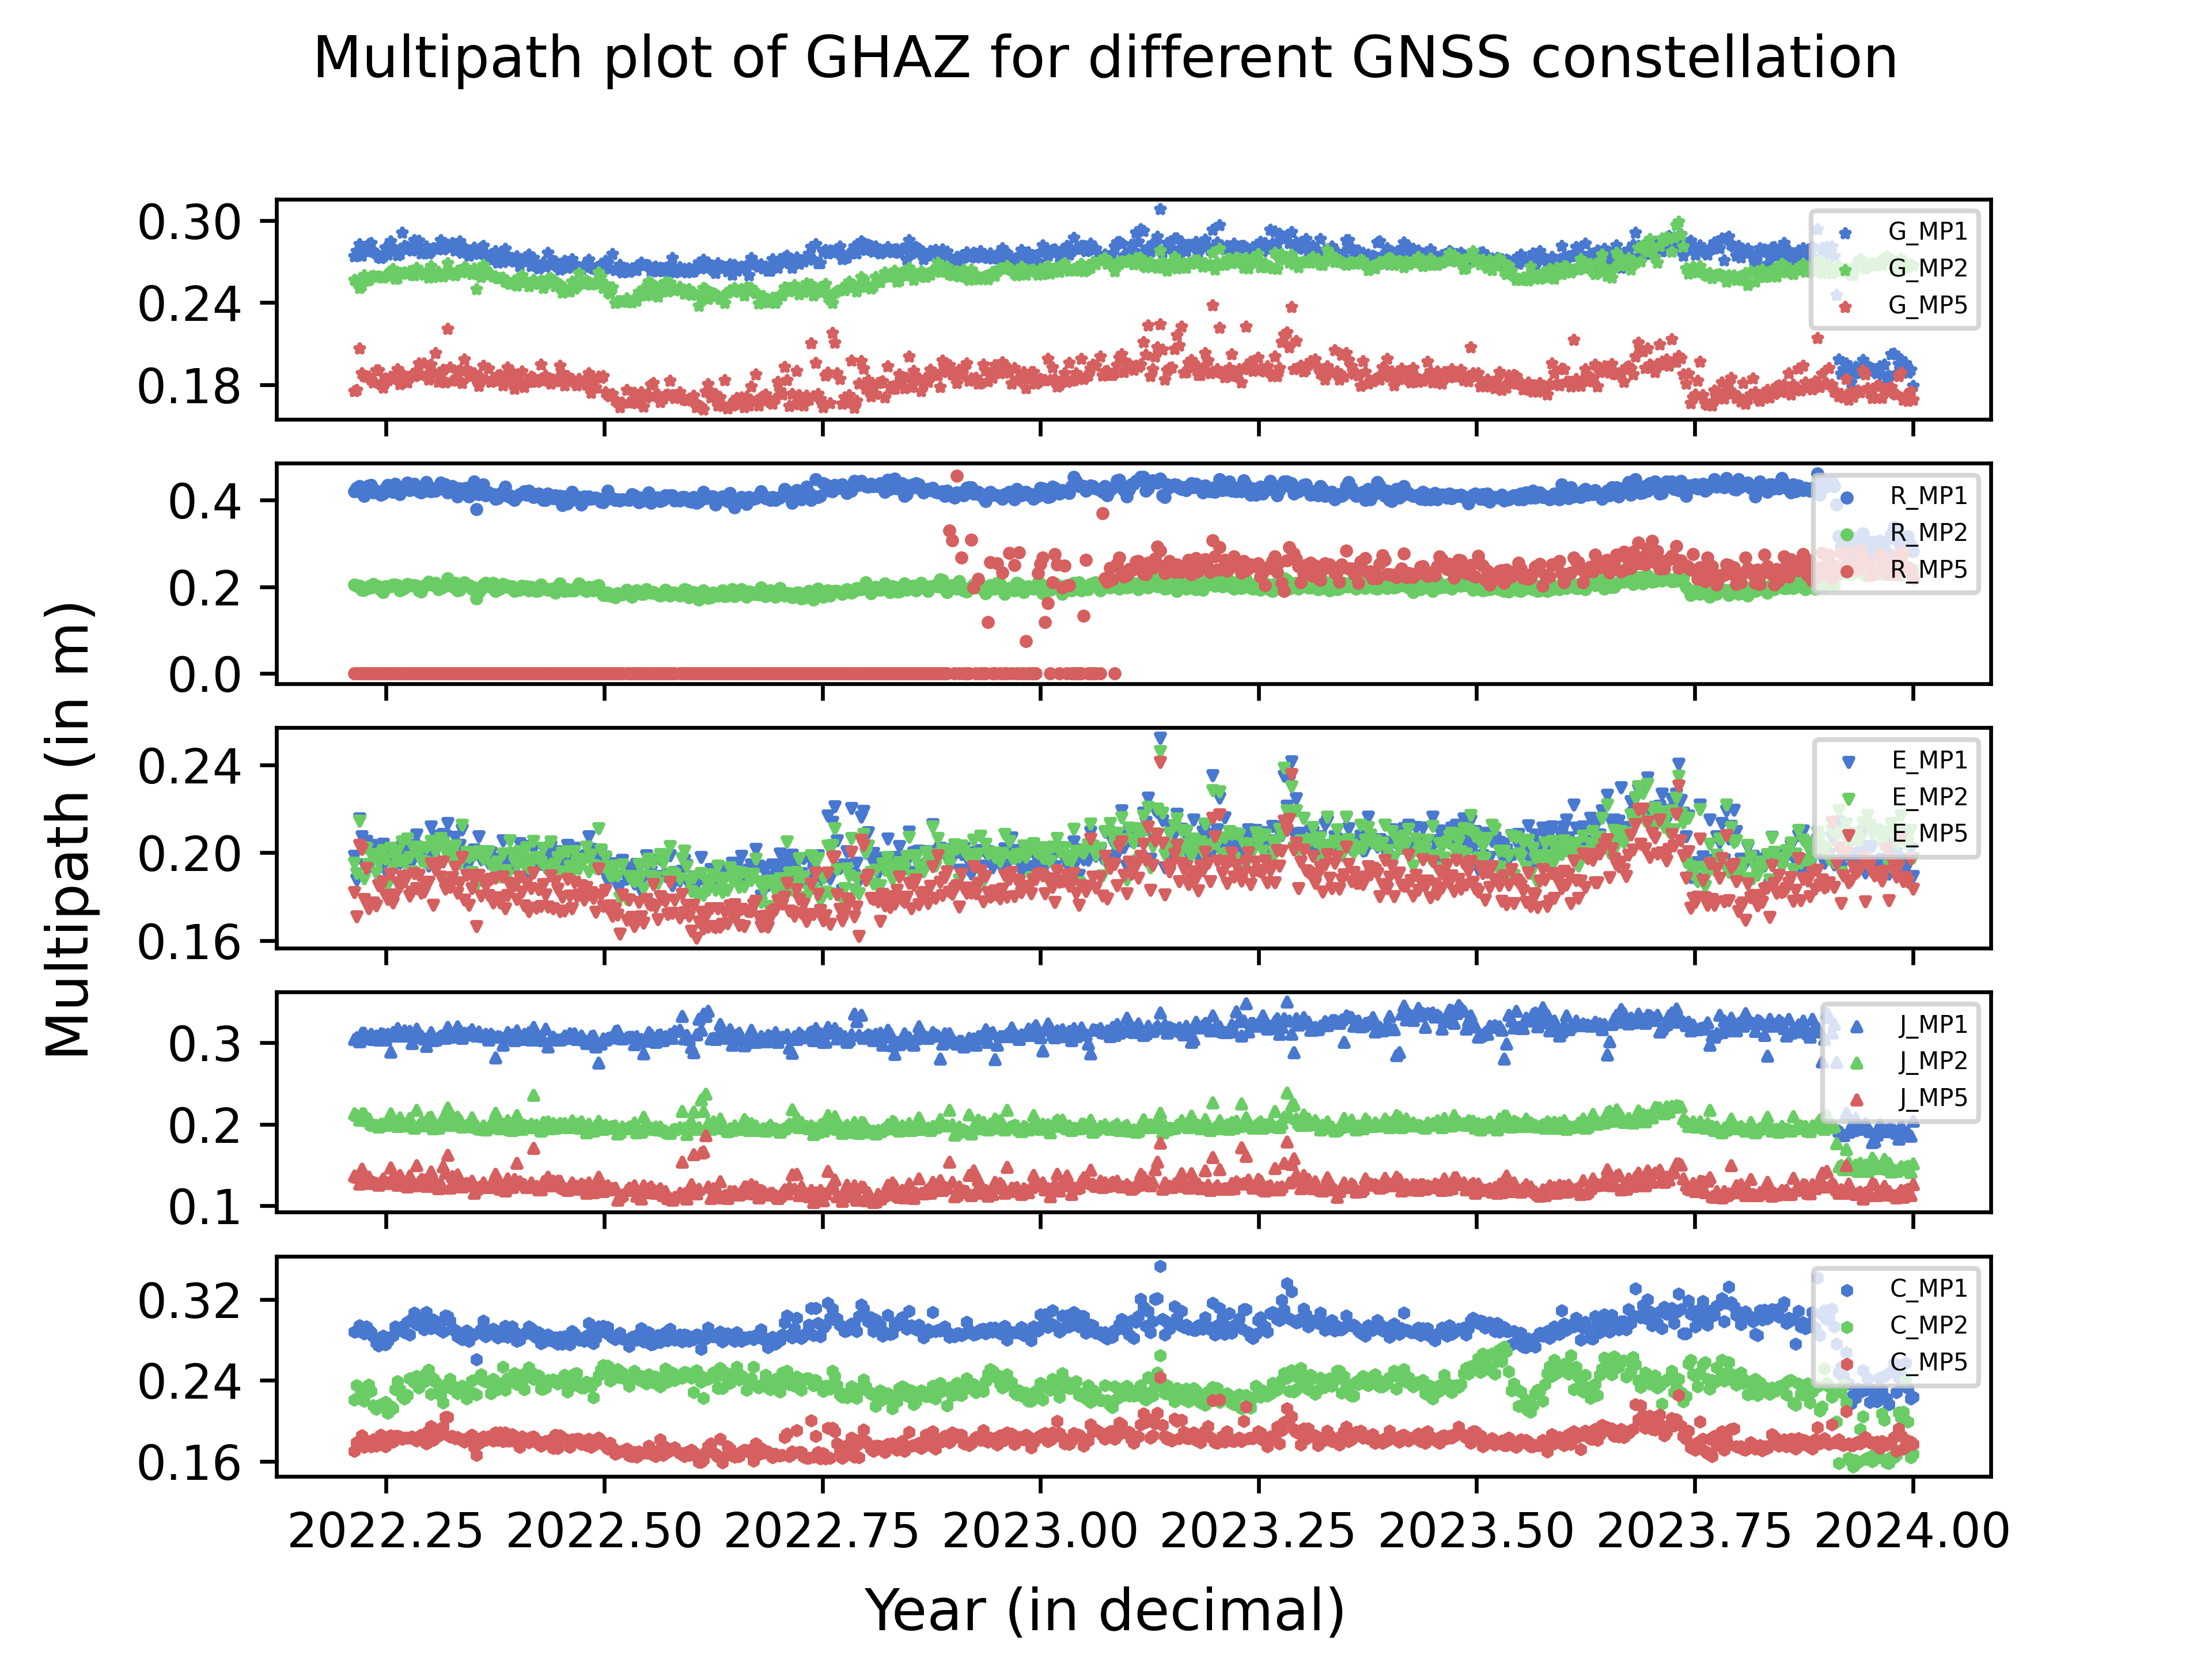 Multipath plot of GHAZ for different GNSS constellation
Multipath (in m)
0.30
0.24
0.18
G_MP1
G_MP2
G_MP5
0.4
0.2
0.0
R_MP1
R_MP2
R_MP5
0.24
0.20
0.16
E_MP1
E_MP2
E_MP5
0.3
0.2
0.1
J_MP1
J_MP2
J_MP5
0.32
0.24
0.16
C_MP1
C_MP2
C_MP5
2022.25 2022.50 2022.75 2023.00 2023.25 2023.50 2023.75 2024.00
Year (in decimal)